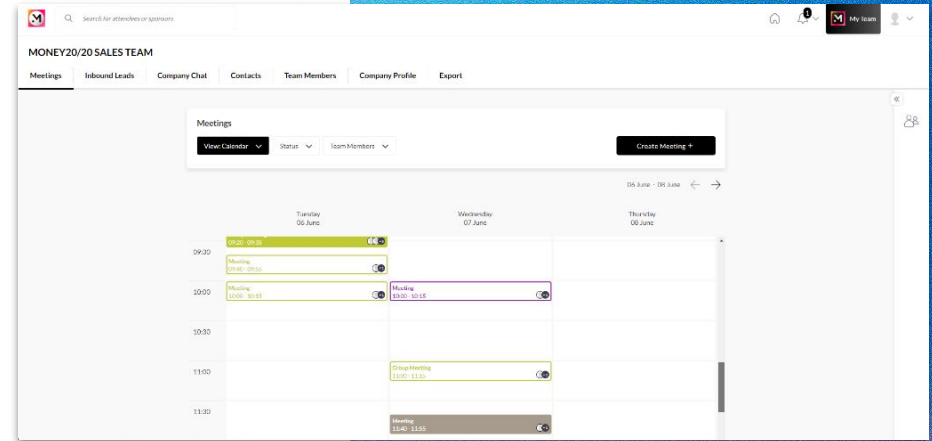 Search for attendees or sponsors
1
My Team
MONEY20/20 SALES TEAM
Meetings Inbound Leads Company Chat Contacts Team Members Company Profile Export
Meetings
View: Calendar Status Team Members Create Meeting +
06 June - 08 June
Tuesday Wednesday Thursday
06 June 07 June 08 June
09:20 - 09:35
09:30
Meeting
09:40 - 09:55
10:00
Meeting
10:00 - 10:15
Meeting
10:00 - 10:15
10:30
11:00
Group Meeting
11:00 - 11:15
11:30
Meeting
11:40 - 11:55